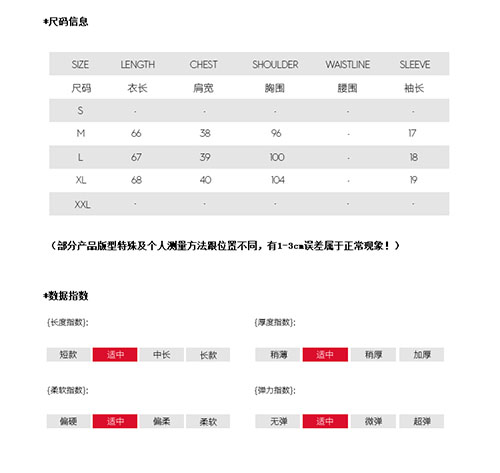 *尺码信息
SIZE LENGTH CHEST SHOULDER WAISTLINE SLEEVE
尺码 衣长 肩宽 胸围 腰围 袖长
S - - - - -
M 66 38 96 - 17
L 67 39 100 - 18
XL 68 40 104 - 19
XXL - - - - -
（部分产品版型特殊及个人测量方法跟位置不同，有1-3cm误差属于正常现象！）
*数据指数
{长度指数}： {厚度指数}：
短款 适中 中长 长款 稍薄 适中 稍厚 加厚
{柔软指数}： {弹力指数}：
偏硬 适中 偏柔 柔软 无弹 适中 微弹 超弹